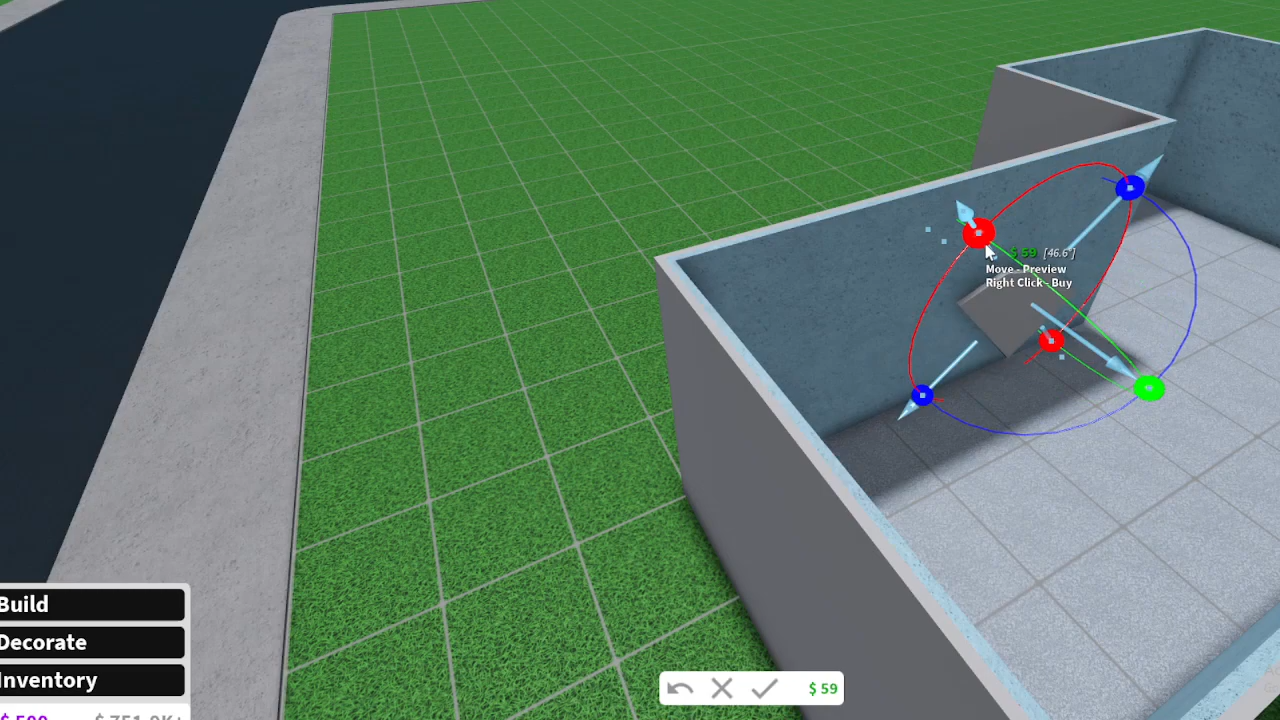 $ 59 [46.6°]
Move - Preview
Right Click - Buy
Build
Decorate
Inventory
$ 59